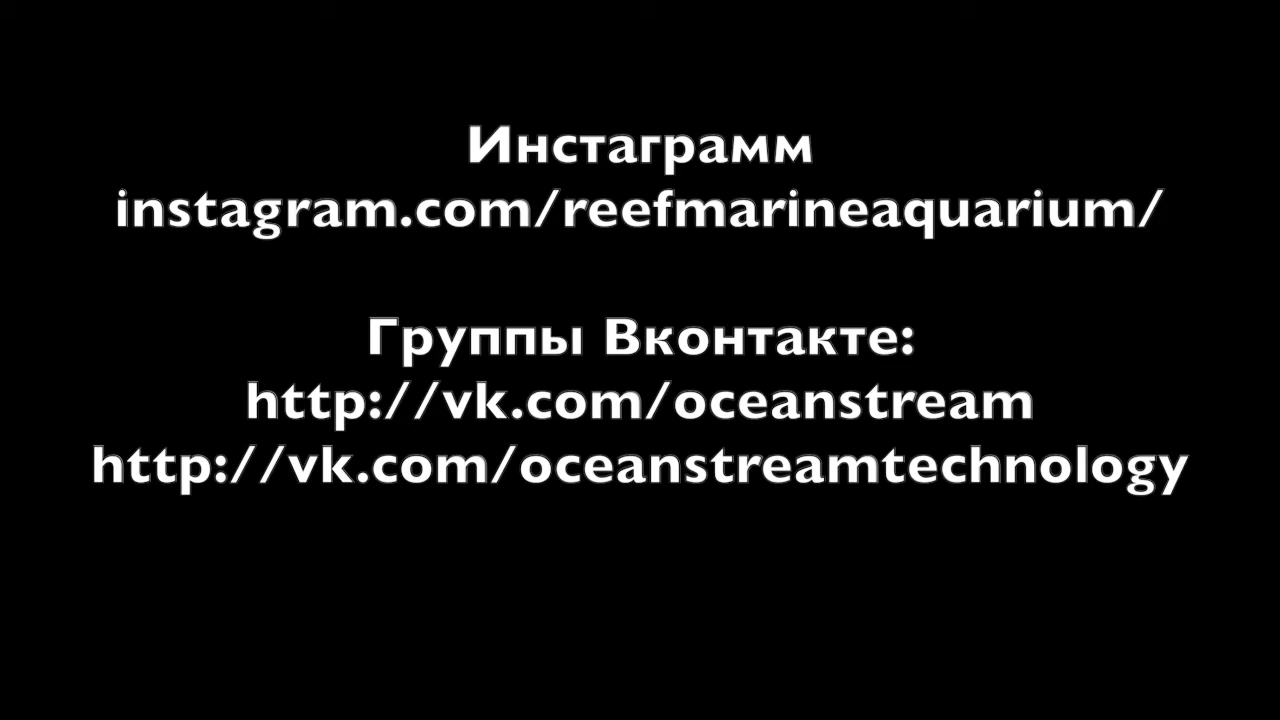 Инстаграмм
instagram.com/reefmarineaquarium/
Группы Вконтакте:
http://vk.com/oceanstream
http://vk.com/oceanstreamtechnology